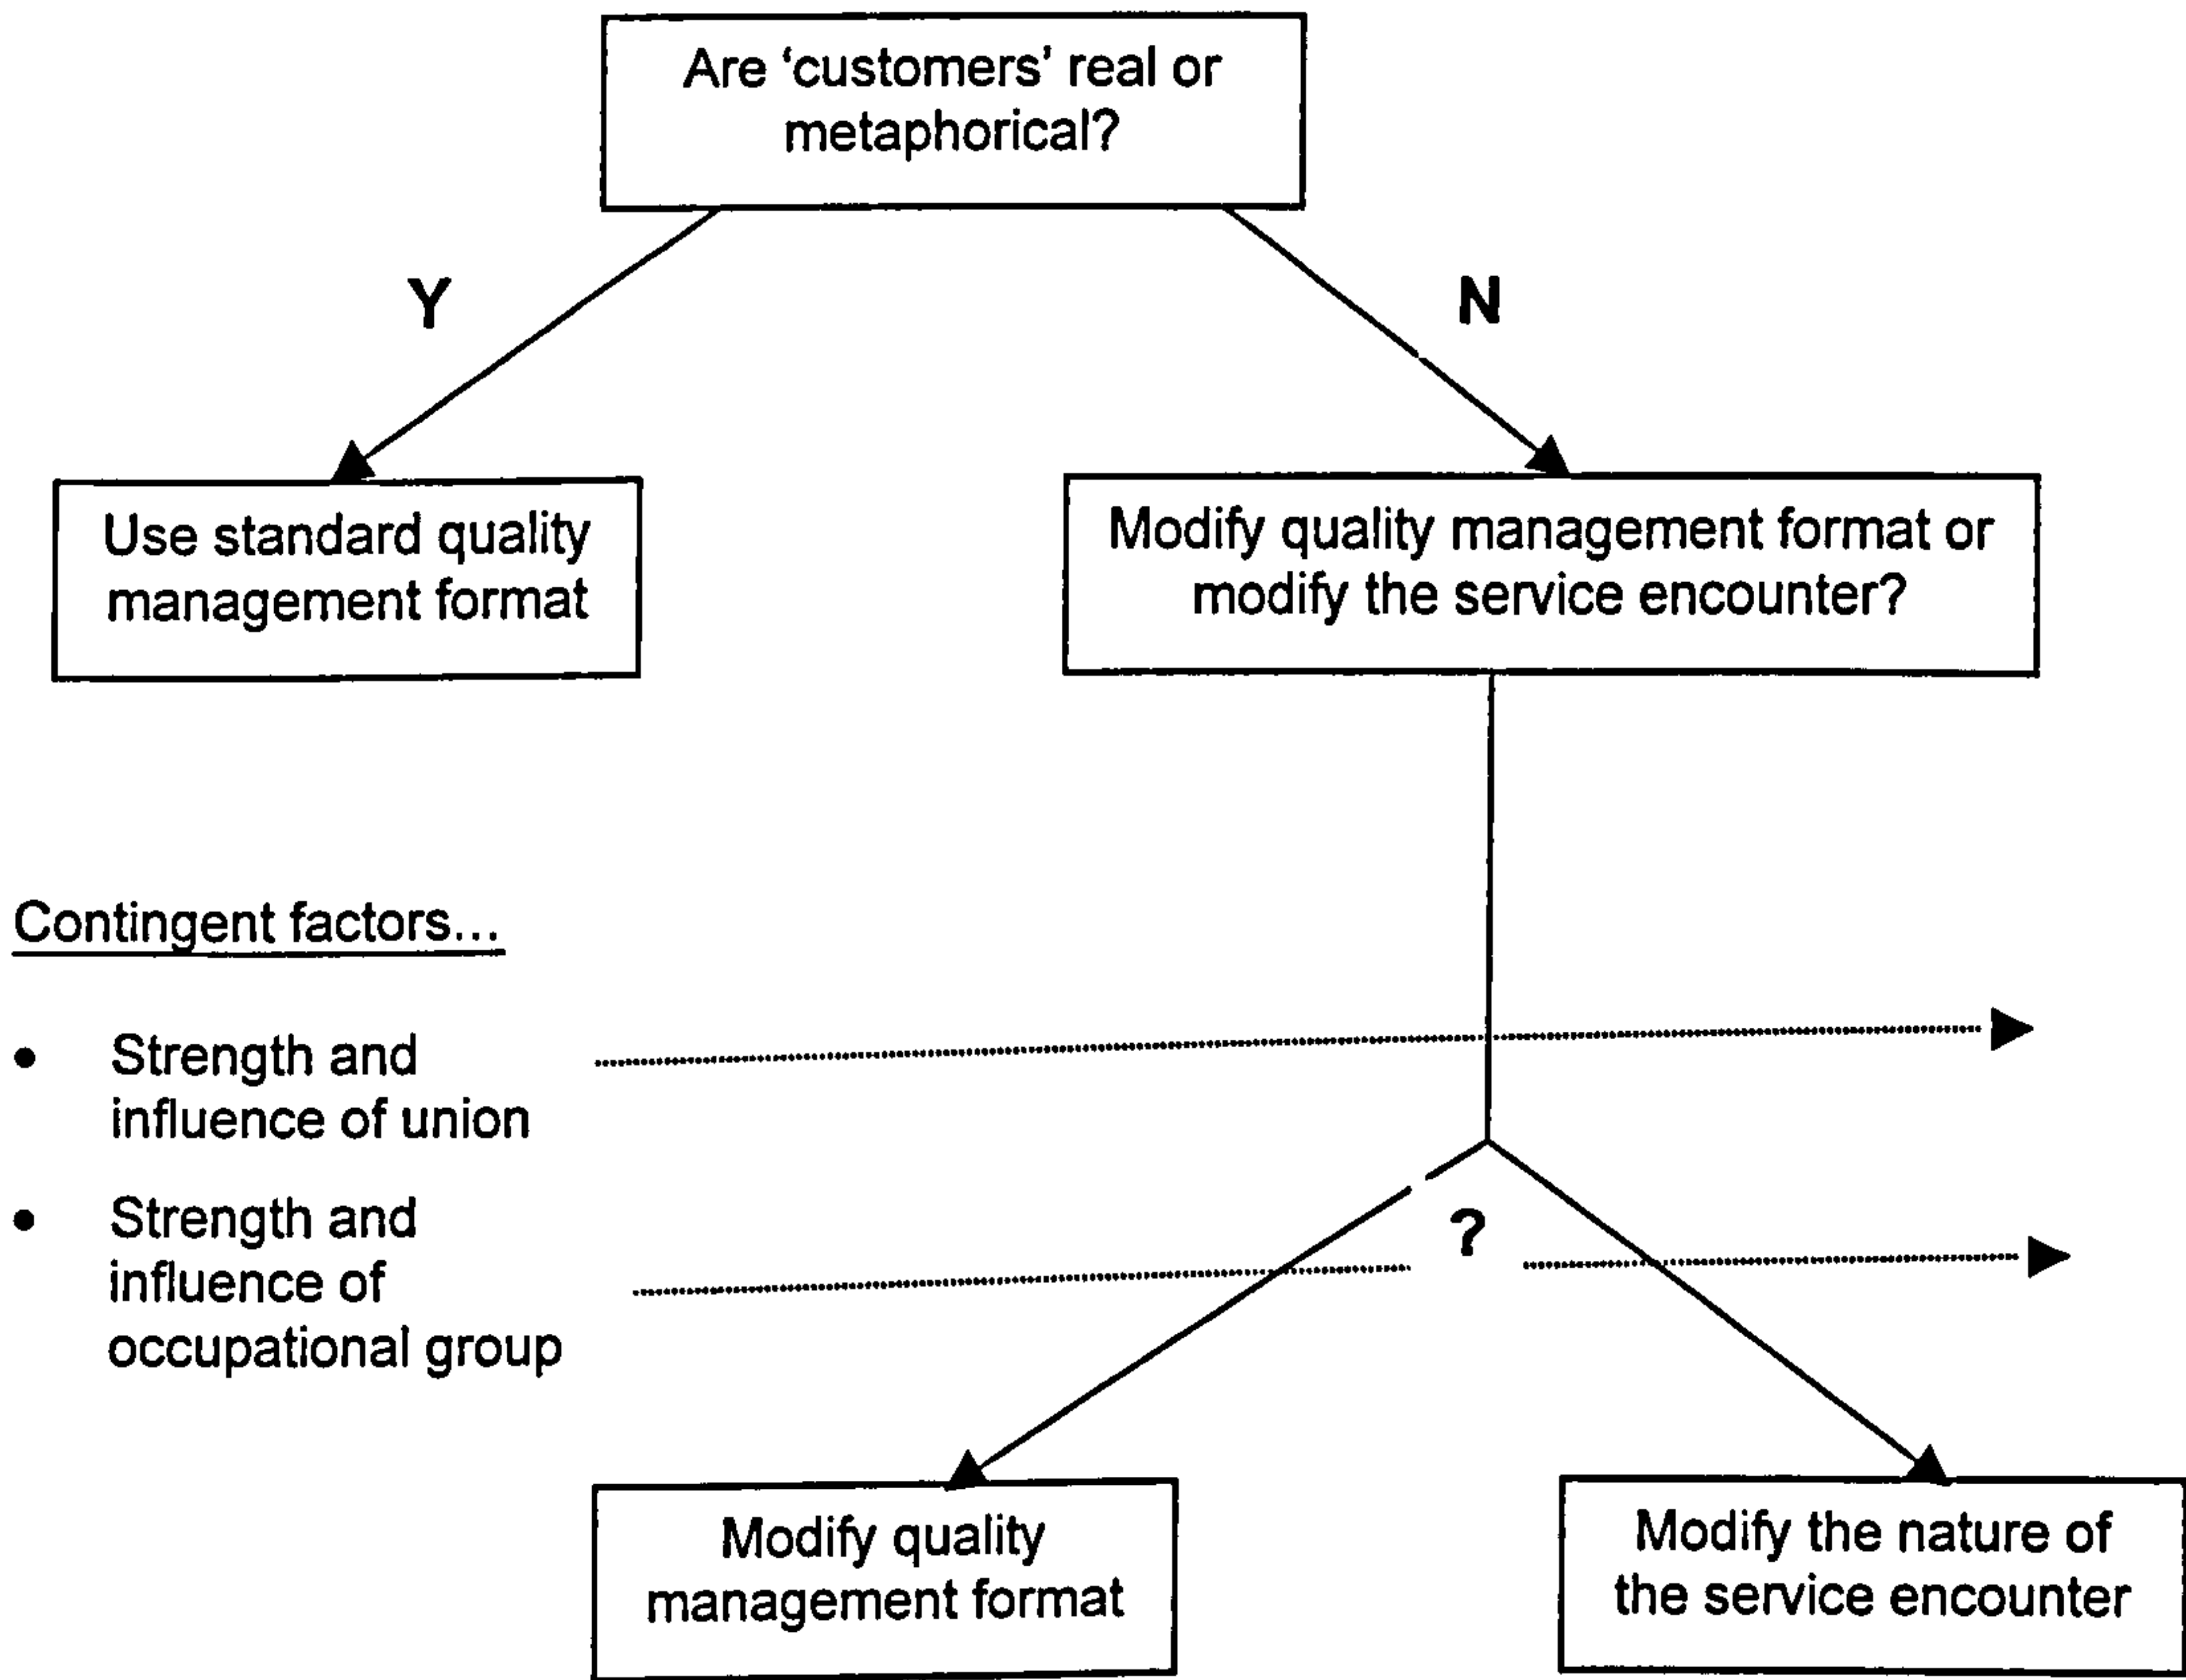 Are ‘customers’ real or
metaphorical?
Y
N
Use standard quality
management format
Modify quality management format or
modify the service encounter?
Contingent factors...
• Strength and
influence of union
• Strength and
influence of
occupational group
?
Modify quality
management format
Modify the nature of
the service encounter